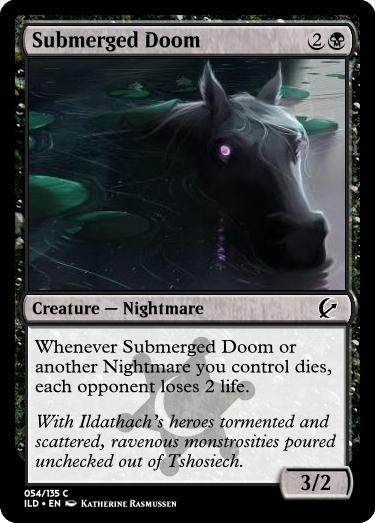 Submerged Doom 2
Creature — Nightmare
Whenever Submerged Doom or
another Nightmare you control dies,
each opponent loses 2 life.
With Ildathach's heroes tormented and
scattered, ravenous monstrosities poured
unchecked out of Tshosiech.
3/2
054/135 C
ILD • EN Katherine Rasmussen